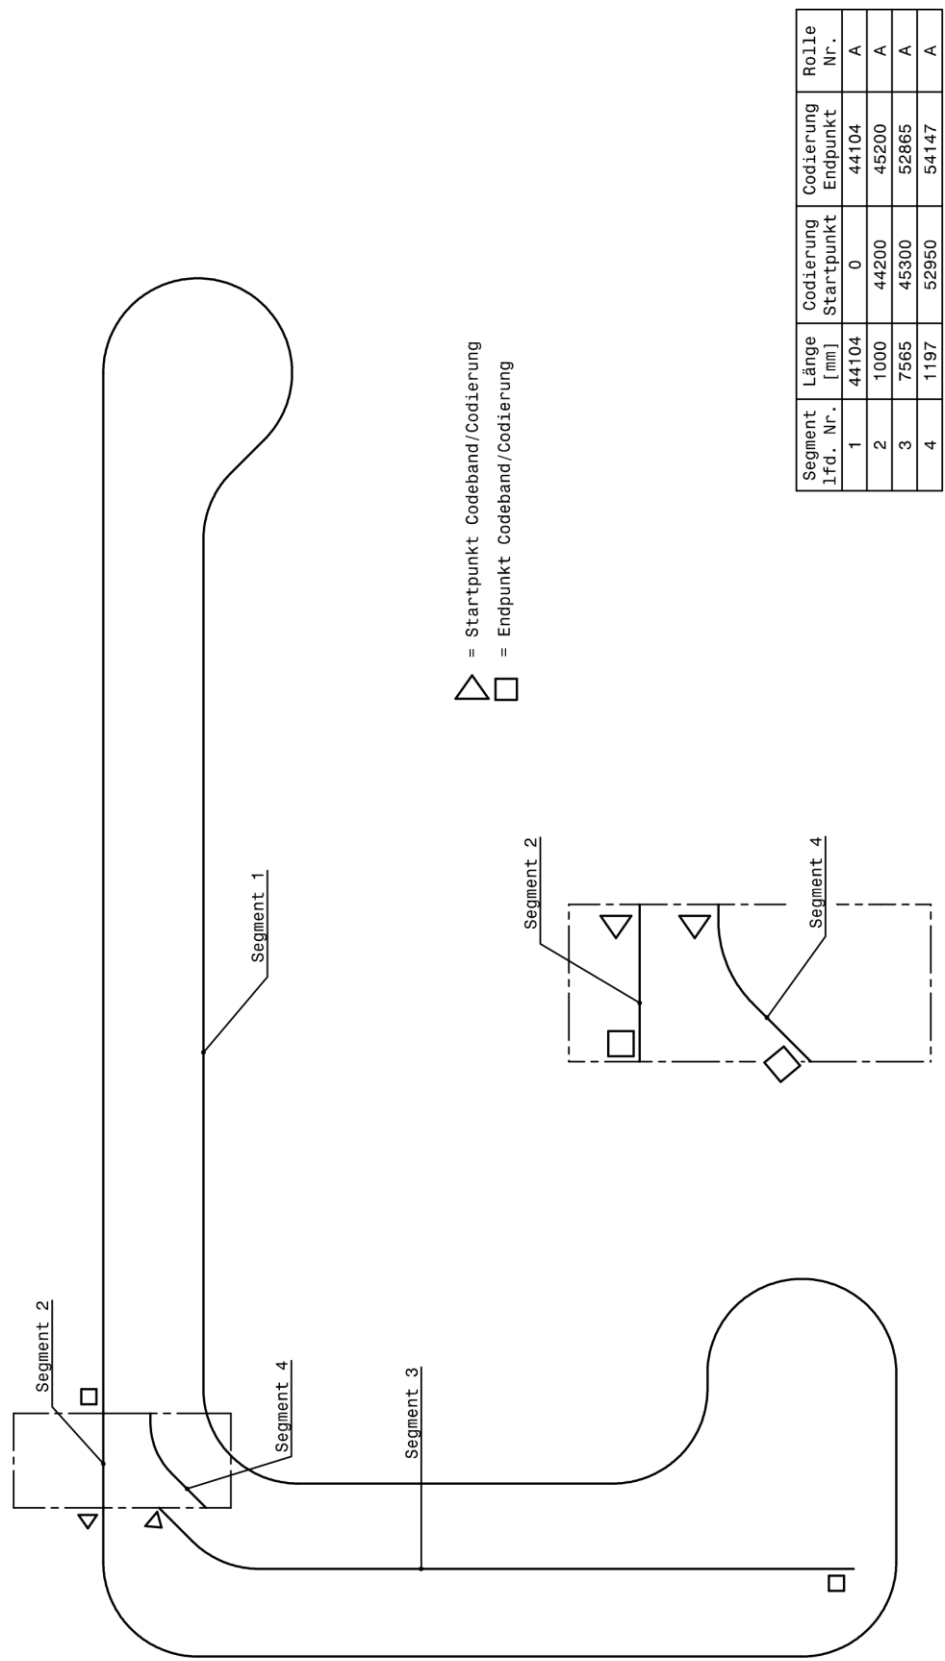 Segment Länge Codierung Codierung Rolle
lfd. Nr. [mm] Startpunkt Endpunkt Nr.
1 44104 0 44104 A
2 1000 44200 45200 A
3 7565 45300 52865 A
4 1197 52950 54147 A
= Startpunkt Codeband/Codierung
= Endpunkt Codeband/Codierung
Segment 1
Segment 2
Segment 4
Segment 2
Segment 4
Segment 3